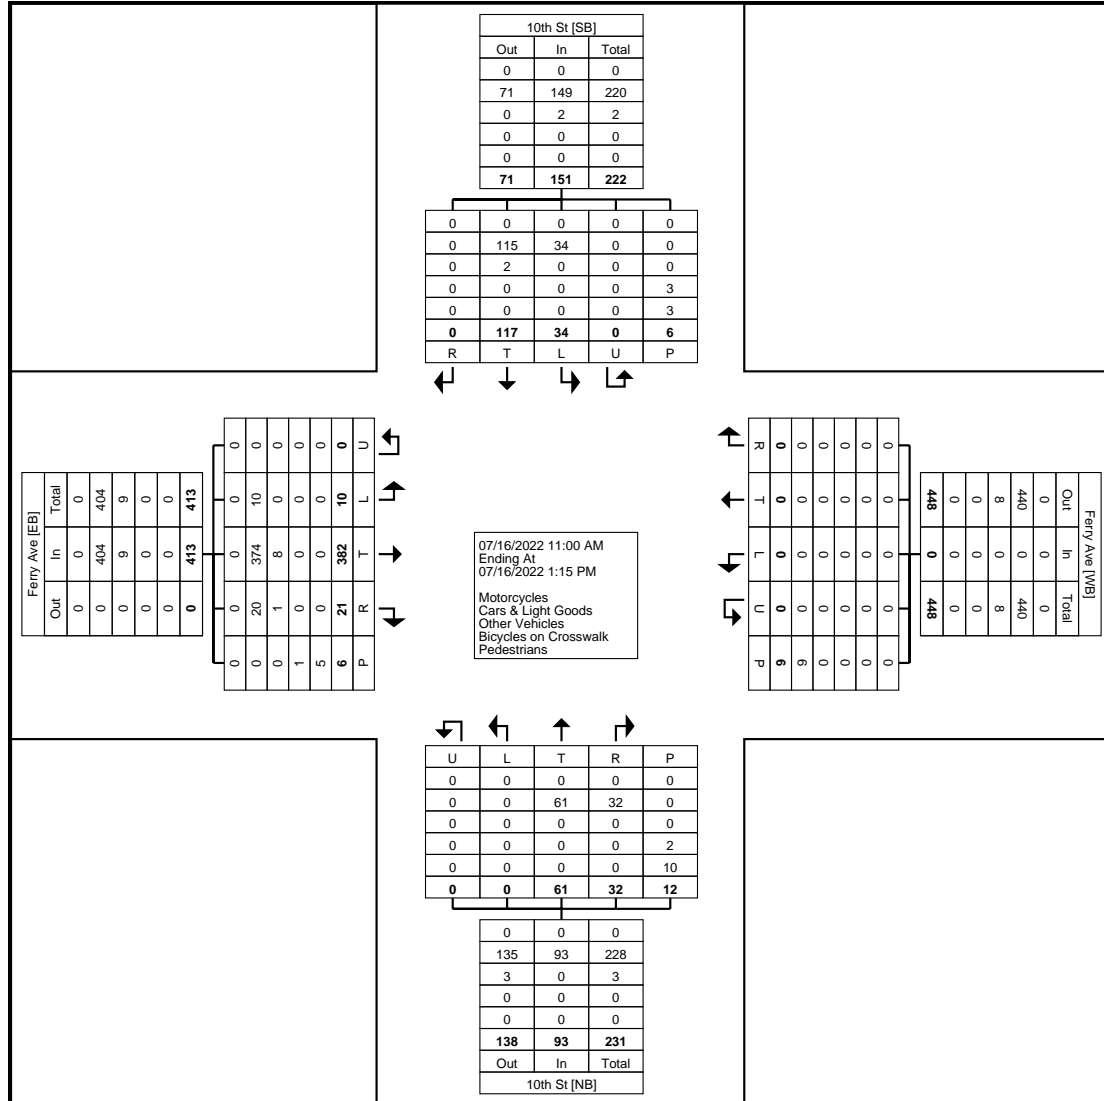 10th St [SB]
Out In Total
0 0 0
71 149 220
0 2 2
0 0 0
0 0 0
71 151 222
0 0 0 0 0
0 115 34 0 0
0 2 0 0 0
0 0 0 0 3
0 0 0 0 3
0 117 34 0 6
R T L U P
Ferry Ave [EB]
Out In Total
0 0 0
0 404 404
0 9 9
0 0 0
0 0 0
0 413 413
0 0 0 0 0
0 20 374 10 0
0 1 8 0 0
1 0 0 0 0
5 0 0 0 0
6 21 382 10 0
P R T L U
07/16/2022 11:00 AM
Ending At
07/16/2022 1:15 PM
Motorcycles
Cars & Light Goods
Other Vehicles
Bicycles on Crosswalk
Pedestrians
Ferry Ave [WB]
Out In Total
0 0 0
440 0 440
8 0 8
0 0 0
0 0 0
448 0 448
0 0 0 0 0
0 0 0 0 0
0 0 0 0 0
0 0 0 0 0
0 0 0 0 9
0 0 0 0 9
R T L U P
U L T R P
0 0 0 0 0
0 0 61 32 0
0 0 0 0 0
0 0 0 0 2
0 0 0 0 10
0 0 61 32 12
0 0 0
135 93 228
3 0 3
0 0 0
0 0 0
138 93 231
Out In Total
10th St [NB]